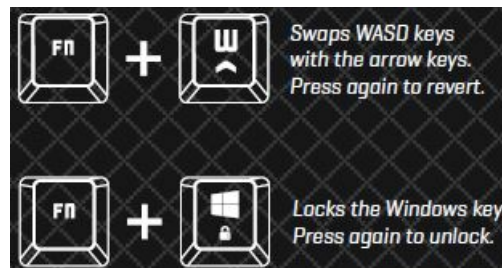 FN + W
Swaps WASD keys
with the arrow keys.
Press again to revert.
FN +
Locks the Windows key
Press again to unlock.